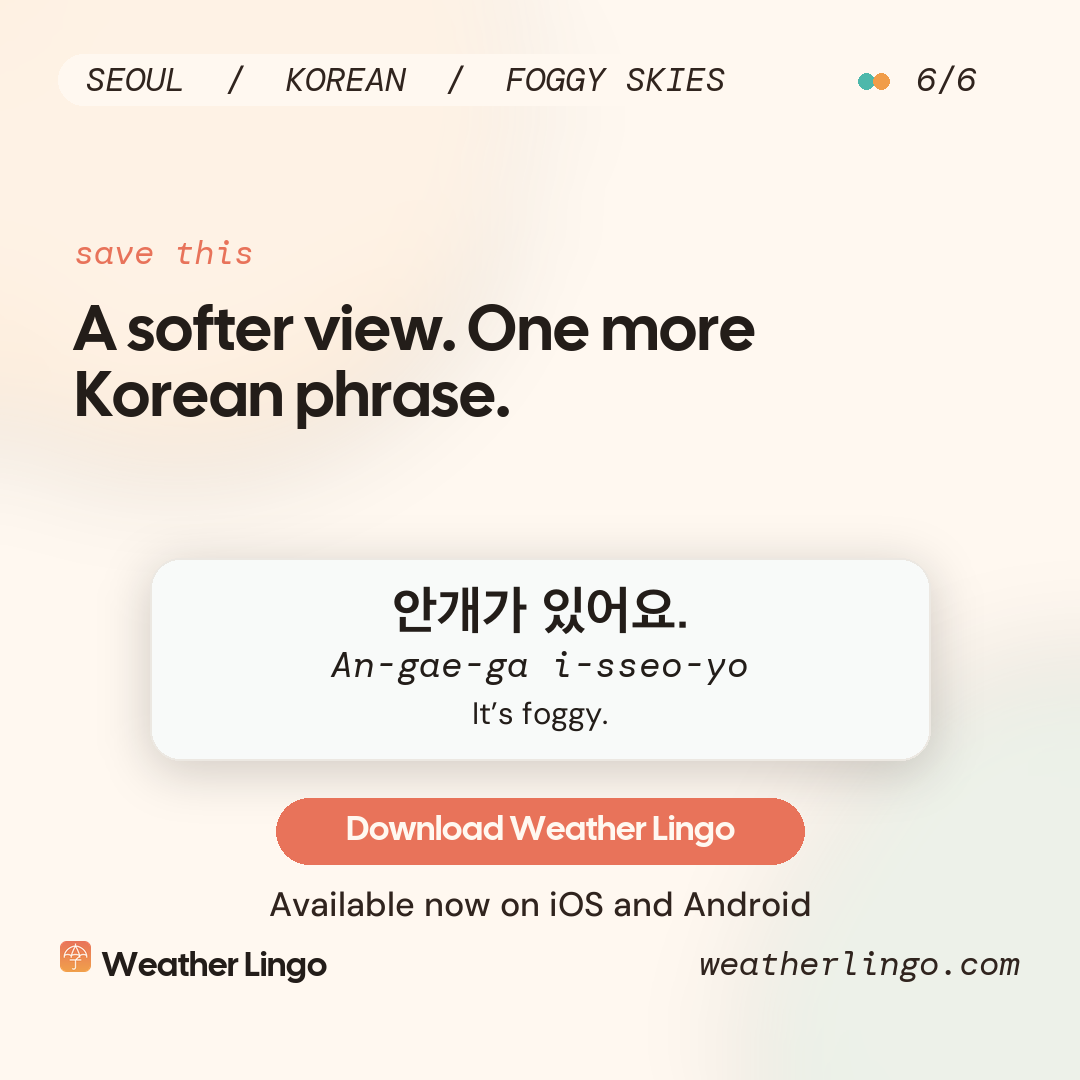 SEOUL / KOREAN / FOGGY SKIES
6/6
save this
A softer view. One more
Korean phrase.
안개가 있어요.
An-gae-ga i-sseo-yo
It's foggy.
Download Weather Lingo
Available now on iOS and Android
Weather Lingo
weatherlingo.com